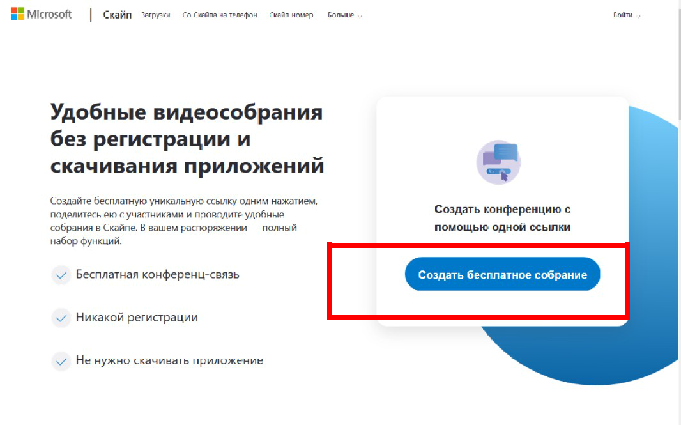 Microsoft | Скайп Загрузки Со Скайпа на телефон Скайп номер Больше Войти
Удобные видеособрания
без регистрации и
скачивания приложений
Создайте бесплатную уникальную ссылку одним нажатием,
поделитесь ею с участниками и проводите удобные
собрания в Скайпе. В вашем распоряжении — полный
набор функций.
Бесплатная конференц-связь
Никакой регистрации
Не нужно скачивать приложение
Создать конференцию с
помощью одной ссылки
Создать бесплатное собрание